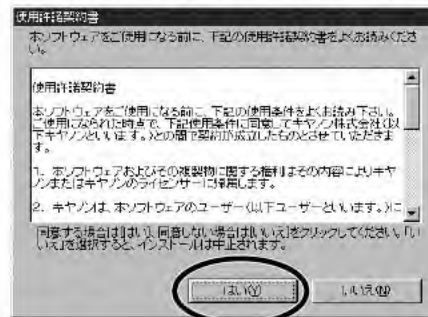 使用許諾契約書
本ソフトウェアをご使用になる前に、下記の使用許諾契約書をよくお読みくださ
い。
使用許諾契約書
本ソフトウェアをご使用になる前に、下記の使用条件をよくお読み下さい。
ご使用になられた時点で、下記使用条件に同意してキヤノン株式会社(以
下キヤノンといいます。)との間で契約が成立したものとさせていただきま
す。
1. 本ソフトウェアおよびその複製物に関する権利はその内容によりキヤ
ノンまたはキヤノンのライセンサーに帰属します。
2. キヤノンは、本ソフトウェアのユーザー(以下ユーザーといいます。)に
同意する場合は[はい]、同意しない場合は[いいえ]をクリックしてください。[い
いえ]を選択すると、インストールは中止されます。
はい(Y)
いいえ(N)